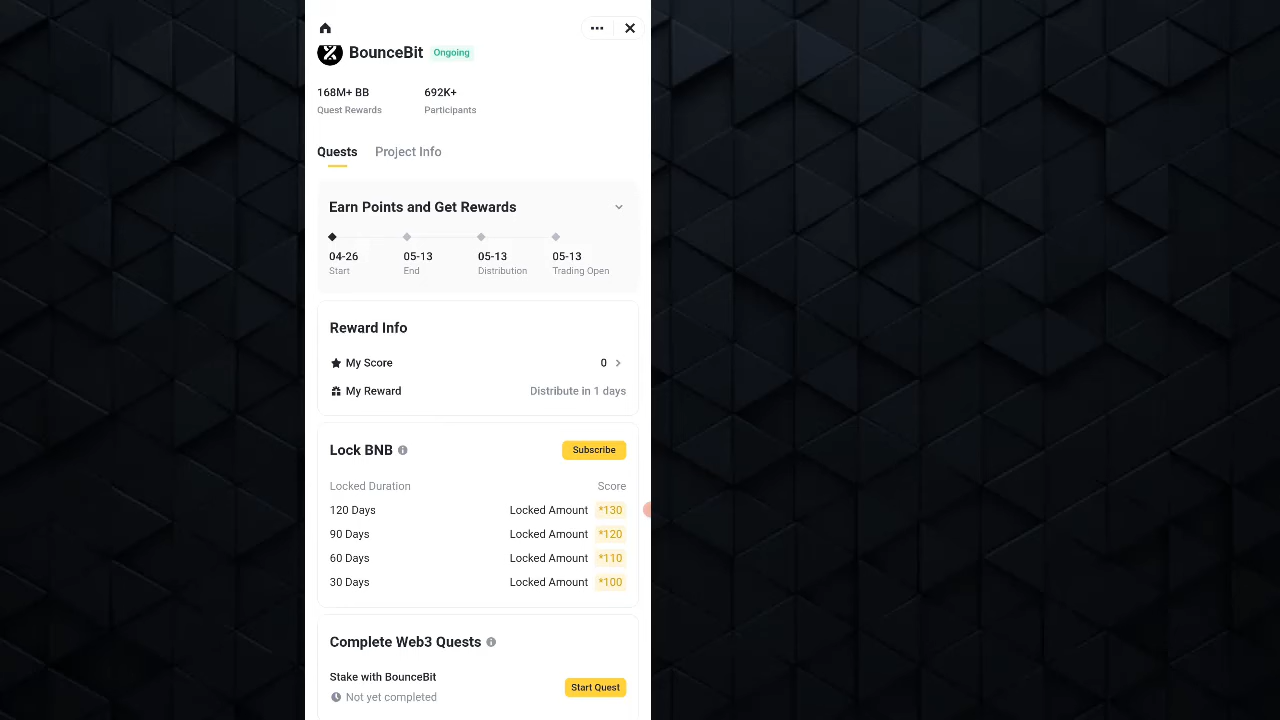 BounceBit Ongoing
168M+ BB 692K+
Quest Rewards Participants
Quests Project Info
Earn Points and Get Rewards
04-26 05-13 05-13 05-13
Start End Distribution Trading Open
Reward Info
My Score 0
My Reward Distribute in 1 days
Lock BNB Subscribe
Locked Duration Score
120 Days Locked Amount *130
90 Days Locked Amount *120
60 Days Locked Amount *110
30 Days Locked Amount *100
Complete Web3 Quests
Stake with BounceBit
Start Quest
Not yet completed